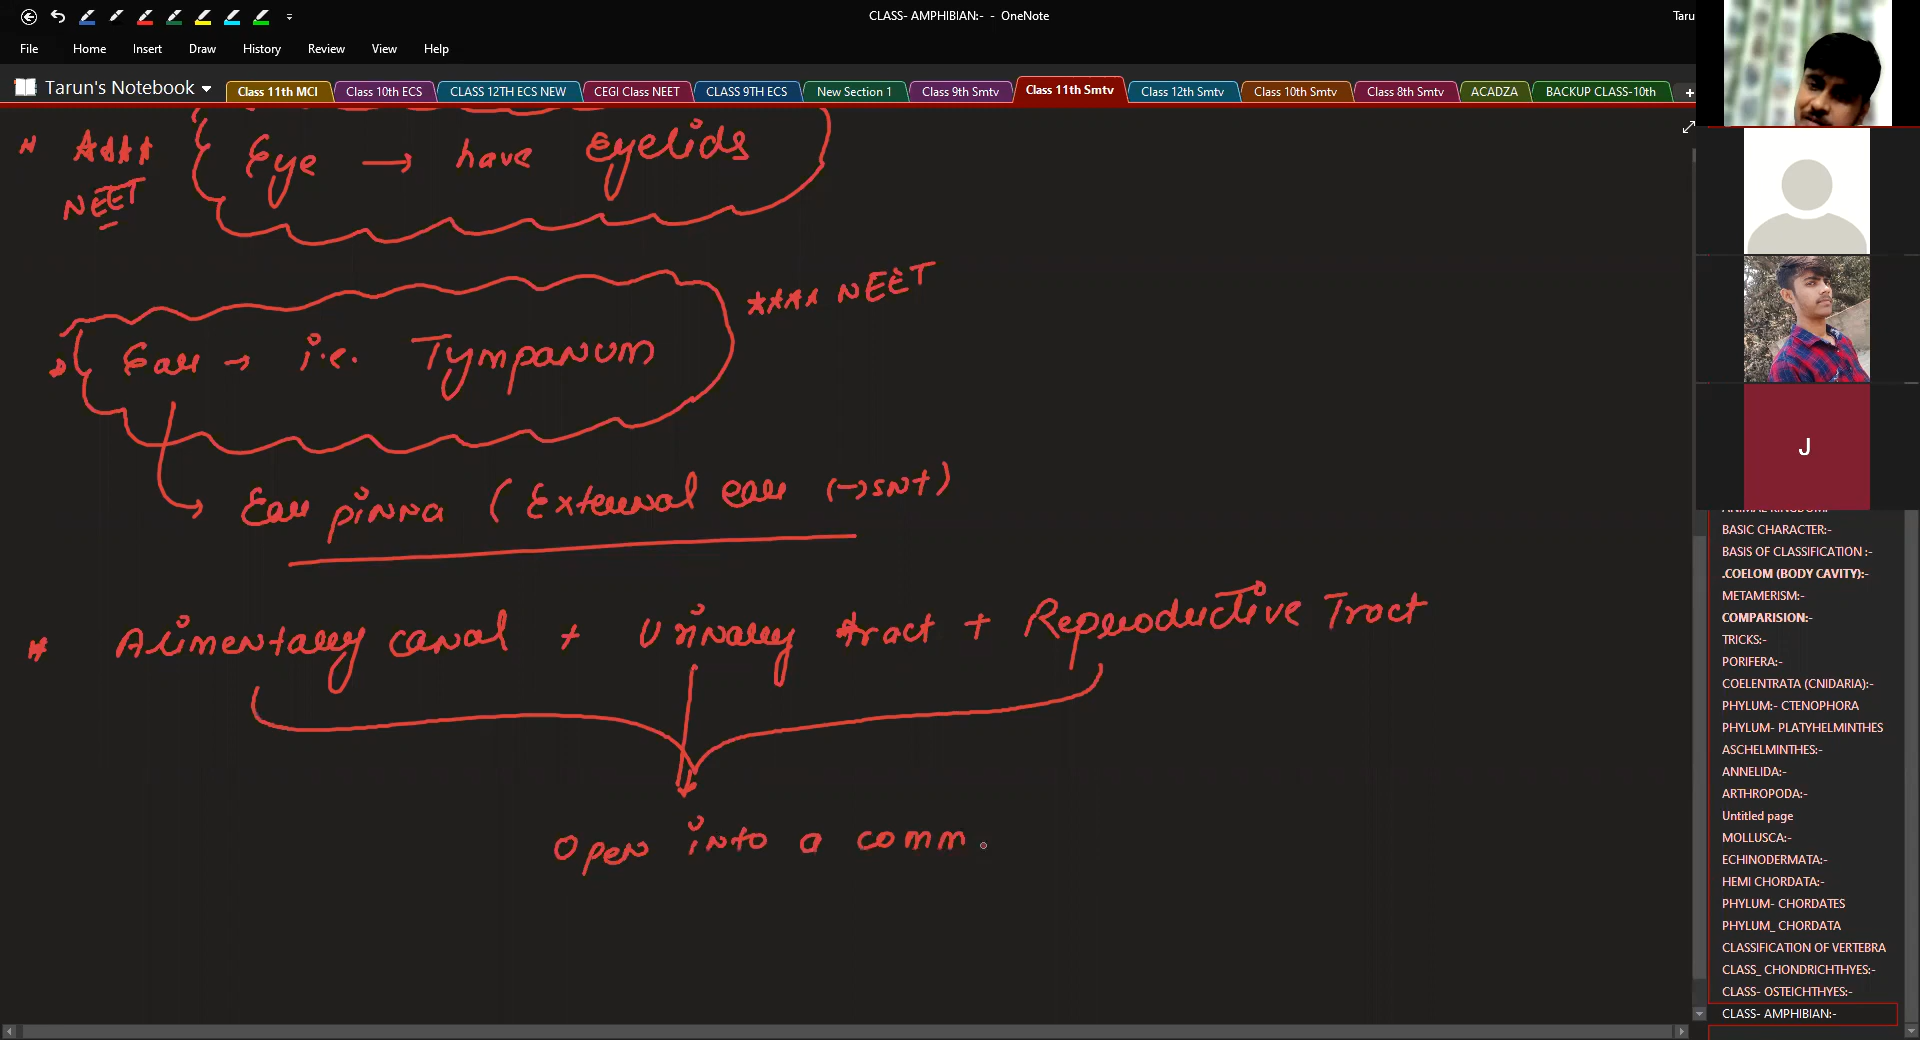 CLASS- AMPHIBIAN:- - OneNote
Taru
File Home Insert Draw History Review View Help
Tarun's Notebook
Class 11th MCI Class 10th ECS CLASS 12TH ECS NEW CEGI Class NEET CLASS 9TH ECS New Section 1 Class 9th Smtv Class 11th Smtv Class 12th Smtv Class 10th Smtv Class 8th Smtv ACADZA BACKUP CLASS-10th +
NEET
Eye → have Eyelids
**** NEET
Ear → i.e. Tympanum
Ear pinna (External ear
Alimentary canal + Urinary tract + Reproductive Tract
Open into a comm
J
BASIC CHARACTER:-
BASIS OF CLASSIFICATION :-
.COELOM (BODY CAVITY):-
METAMERISM:-
COMPARISION:-
TRICKS:-
PORIFERA:-
COELENTRATA (CNIDARIA):-
PHYLUM:- CTENOPHORA
PHYLUM- PLATYHELMINTHES
ASCHELMINTHES:-
ANNELIDA:-
ARTHROPODA:-
Untitled page
MOLLUSCA:-
ECHINODERMATA:-
HEMI CHORDATA:-
PHYLUM- CHORDATES
PHYLUM_ CHORDATA
CLASSIFICATION OF VERTEBRA
CLASS_ CHONDRICHTHYES:-
CLASS- OSTEICHTHYES:-
CLASS- AMPHIBIAN:-